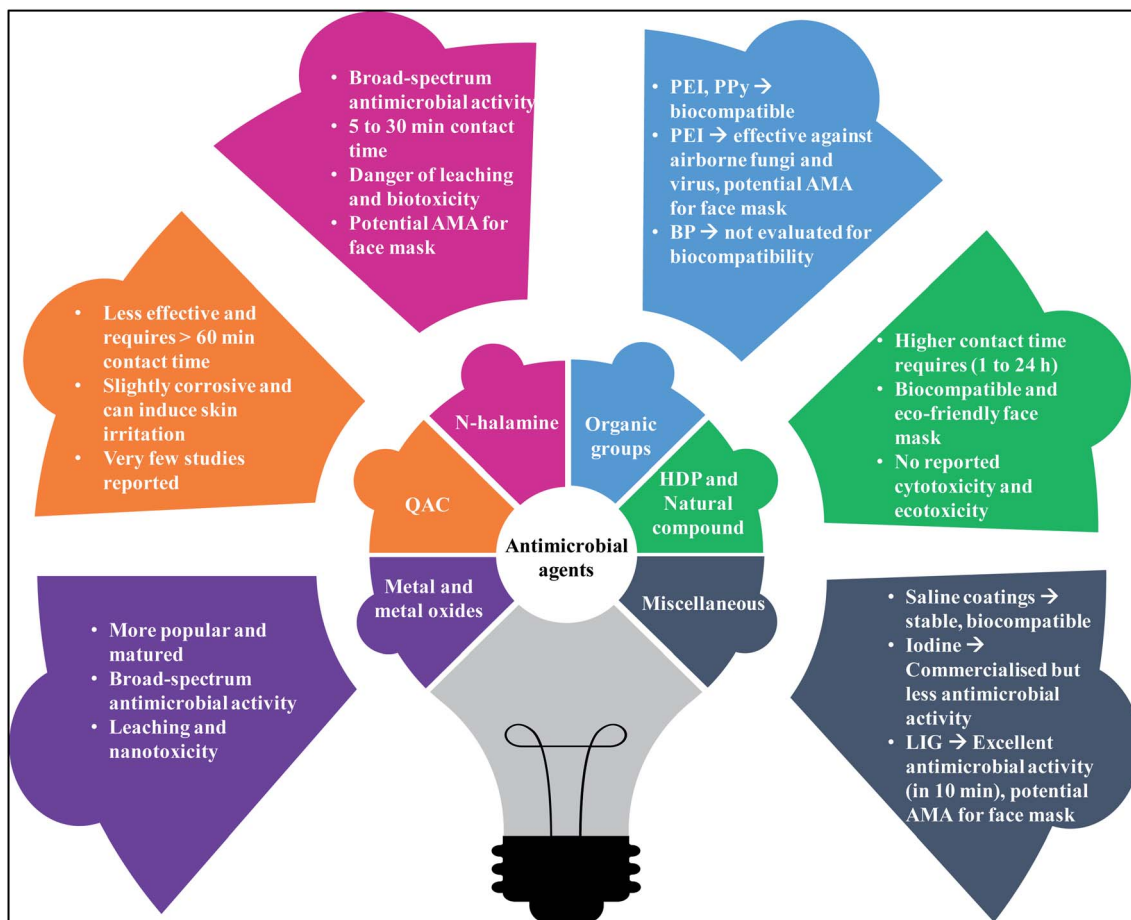 • Broad-spectrum
antimicrobial activity
• 5 to 30 min contact
time
• Danger of leaching
and biotoxicity
• Potential AMA for
face mask
• PEI, PPy →
biocompatible
• PEI → effective against
airborne fungi and
virus, potential AMA
for face mask
• BP → not evaluated for
biocompatibility
• Less effective and
requires > 60 min
contact time
• Slightly corrosive and
can induce skin
irritation
• Very few studies
reported
• Higher contact time
requires (1 to 24 h)
• Biocompatible and
eco-friendly face
mask
• No reported
cytotoxicity and
ecotoxicity
N-halamine
Organic
groups
QAC
HDP and
Natural
compound
Antimicrobial
agents
Metal and
metal oxides
Miscellaneous
• More popular and
matured
• Broad-spectrum
antimicrobial activity
• Leaching and
nanotoxicity
• Saline coatings →
stable, biocompatible
• Iodine →
Commercialised but
less antimicrobial
activity
• LIG → Excellent
antimicrobial activity
(in 10 min), potential
AMA for face mask